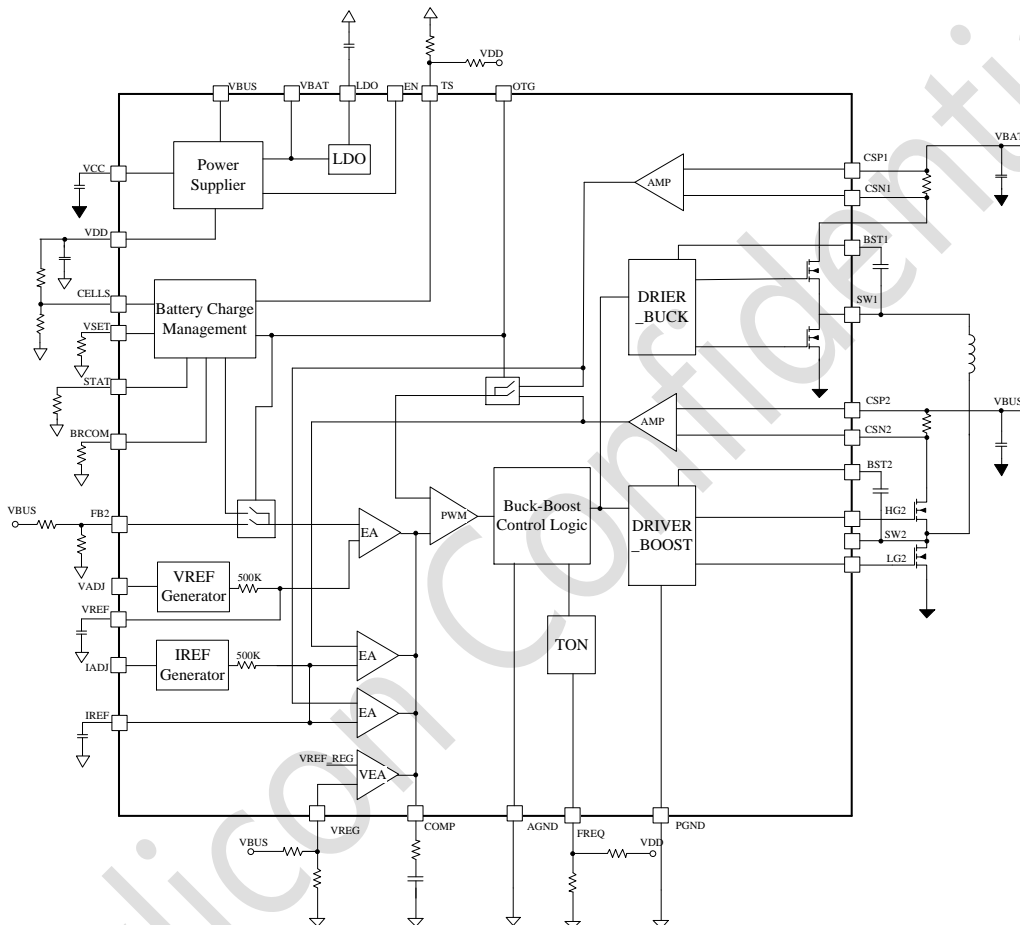 VDD
VBUS
VBAT
LDO
EN
TS
OTG
VCC
Power
Supplier
LDO
AMP
CSP1
VBAT
CSN1
VDD
BST1
CELLS
Battery Charge
Management
DRIER
_BUCK
SW1
VSET
STAT
CSP2
VBUS
AMP
CSN2
BRCOM
BST2
VBUS
FB2
EA
PWM
Buck-Boost
Control Logic
DRIVER
_BOOST
HG2
SW2
LG2
VADJ
VREF
Generator
500K
VREF
TON
IADJ
IREF
Generator
500K
EA
IREF
EA
VREF_REG
VEA
VREG
COMP
AGND
FREQ
PGND
VBUS
VDD
licon Confidenti